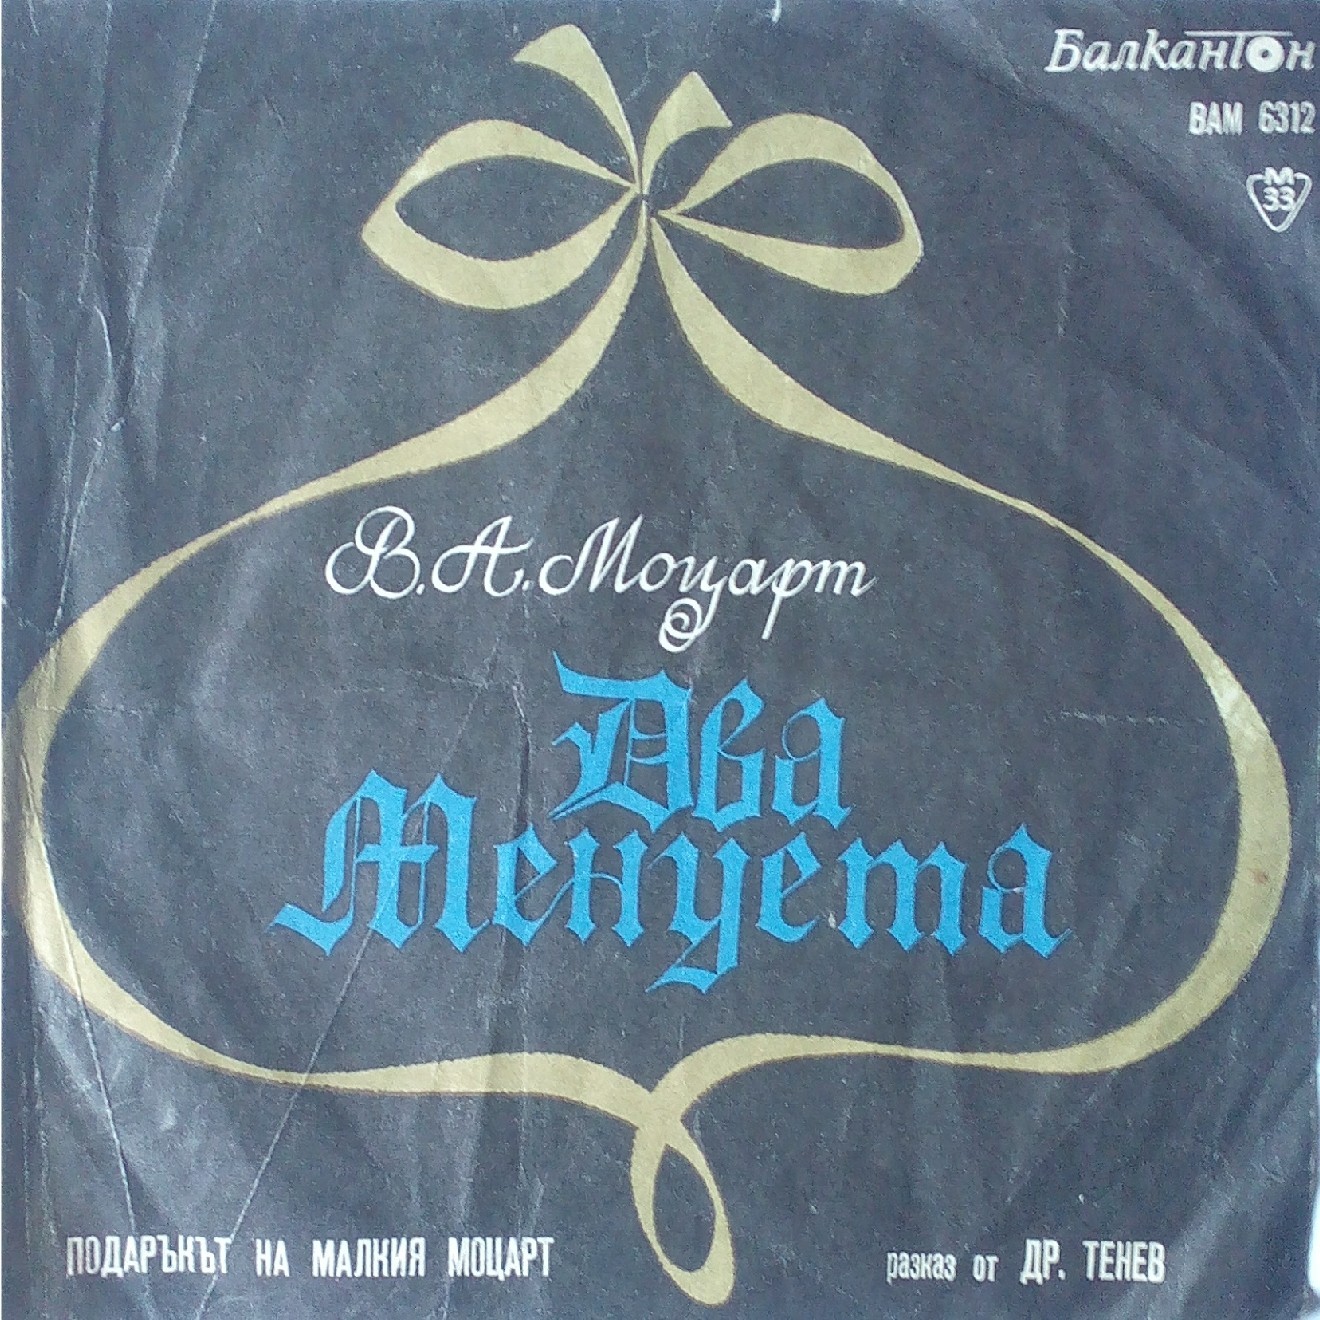 Балкантон
ВАМ 6312
М
33
В.А.Моцарт
Два
Менуета
ПОДАРЪКЪТ НА МАЛКИЯ МОЦАРТ
разказ от ДР. ТЕНЕВ